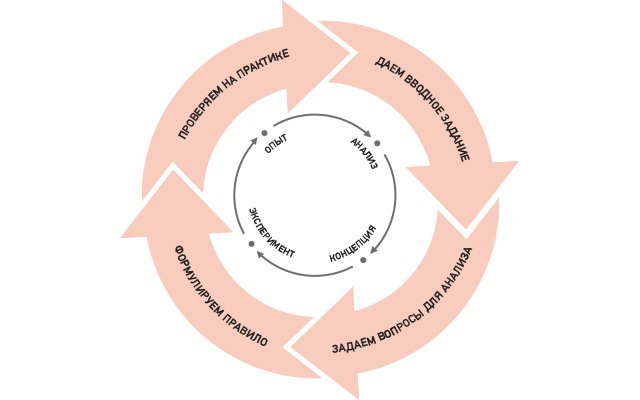 ПРОВЕРЯЕМ НА ПРАКТИКЕ
ДАЕМ ВВОДНОЕ ЗАДАНИЕ
ЗАДАЕМ ВОПРОСЫ ДЛЯ АНАЛИЗА
ФОРМУЛИРУЕМ ПРАВИЛО
ОПЫТ
АНАЛИЗ
КОНЦЕПЦИЯ
ЭКСПЕРИМЕНТ